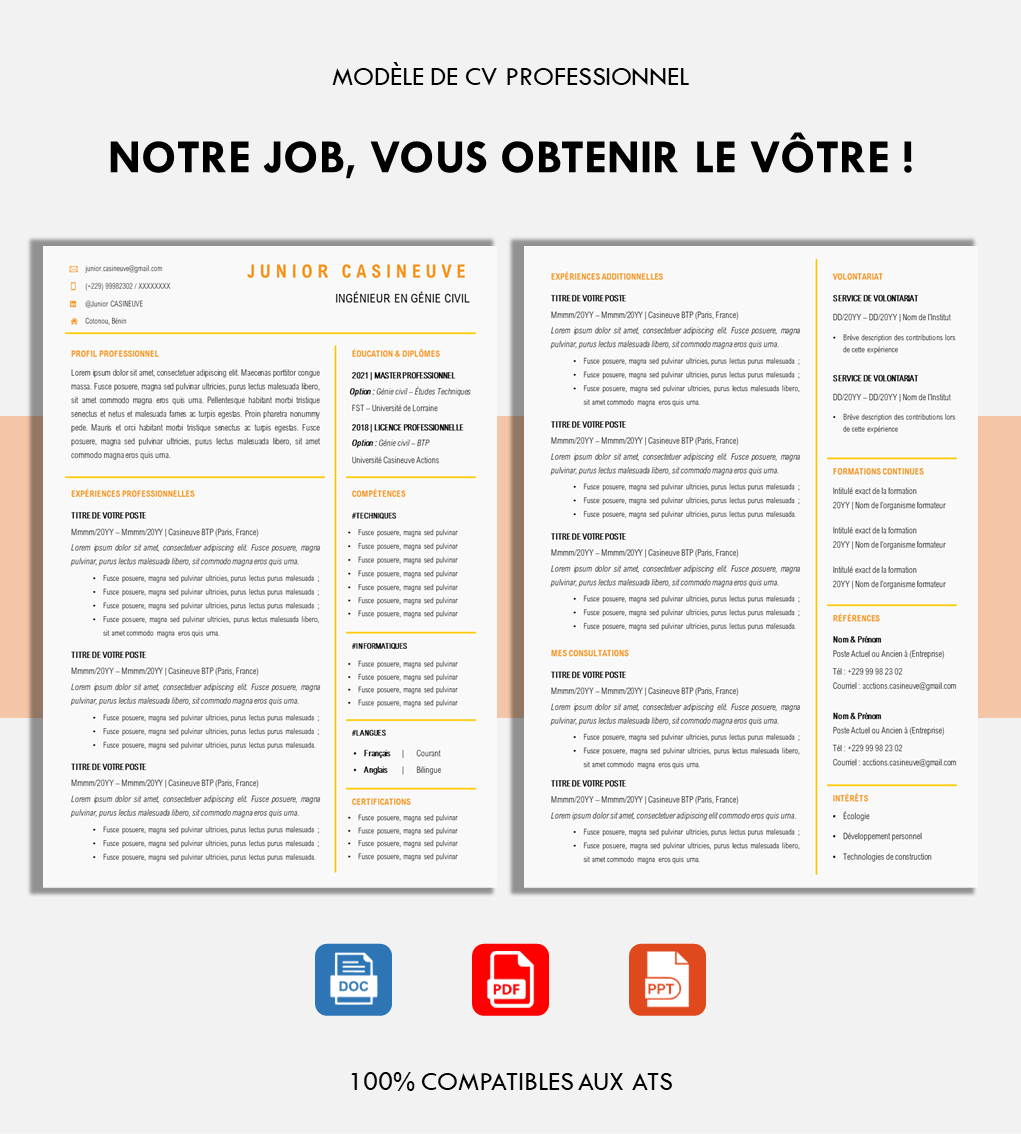 MODÈLE DE CV PROFESSIONNEL
NOTRE JOB, VOUS OBTENIR LE VÔTRE !
junior.casineuve@gmail.com
(+229) 99982302 / XXXXXXXX
@Junior CASINEUVE
Cotonou, Bénin
JUNIOR CASINEUVE
INGÉNIEUR EN GÉNIE CIVIL
PROFIL PROFESSIONNEL
Lorem ipsum dolor sit amet, consectetuer adipiscing elit. Maecenas porttitor congue
massa. Fusce posuere, magna sed pulvinar ultricies, purus lectus malesuada libero,
sit amet commodo magna eros quis urna. Pellentesque habitant morbi tristique
senectus et netus et malesuada fames ac turpis egestas. Proin pharetra nonummy
pede. Mauris et orci habitant morbi tristique senectus ac turpis egestas. Fusce
posuere, magna sed pulvinar ultricies, purus lectus malesuada libero, sit amet
commodo magna eros quis urna.
EXPÉRIENCES PROFESSIONNELLES
TITRE DE VOTRE POSTE
Mmmm/20YY – Mmmm/20YY | Casineuve BTP (Paris, France)
Lorem ipsum dolor sit amet, consectetuer adipiscing elit. Fusce posuere, magna
pulvinar, purus lectus malesuada libero, sit commodo magna eros quis urna.
• Fusce posuere, magna sed pulvinar ultricies, purus lectus purus malesuada ;
• Fusce posuere, magna sed pulvinar ultricies, purus lectus purus malesuada ;
• Fusce posuere, magna sed pulvinar ultricies, purus lectus purus malesuada ;
• Fusce posuere, magna sed pulvinar ultricies, purus lectus malesuada libero,
sit amet commodo magna eros quis urna.
TITRE DE VOTRE POSTE
Mmmm/20YY – Mmmm/20YY | Casineuve BTP (Paris, France)
Lorem ipsum dolor sit amet, consectetuer adipiscing elit. Fusce posuere, magna
pulvinar, purus lectus malesuada libero, sit commodo magna eros quis urna.
• Fusce posuere, magna sed pulvinar ultricies, purus lectus purus malesuada ;
• Fusce posuere, magna sed pulvinar ultricies, purus lectus purus malesuada ;
• Fusce posuere, magna sed pulvinar ultricies, purus lectus purus malesuada.
TITRE DE VOTRE POSTE
Mmmm/20YY – Mmmm/20YY | Casineuve BTP (Paris, France)
Lorem ipsum dolor sit amet, consectetuer adipiscing elit. Fusce posuere, magna
pulvinar, purus lectus malesuada libero, sit commodo magna eros quis urna.
• Fusce posuere, magna sed pulvinar ultricies, purus lectus purus malesuada ;
• Fusce posuere, magna sed pulvinar ultricies, purus lectus purus malesuada ;
• Fusce posuere, magna sed pulvinar ultricies, purus lectus purus malesuada.
ÉDUCATION & DIPLÔMES
2021 | MASTER PROFESSIONNEL
Option : Génie civil – Études Techniques
FST – Université de Lorraine
2018 | LICENCE PROFESSIONNELLE
Option : Génie civil – BTP
Université Casineuve Actions
COMPÉTENCES
#TECHNIQUES
• Fusce posuere, magna sed pulvinar
• Fusce posuere, magna sed pulvinar
• Fusce posuere, magna sed pulvinar
• Fusce posuere, magna sed pulvinar
• Fusce posuere, magna sed pulvinar
• Fusce posuere, magna sed pulvinar
• Fusce posuere, magna sed pulvinar
#INFORMATIQUES
• Fusce posuere, magna sed pulvinar
• Fusce posuere, magna sed pulvinar
• Fusce posuere, magna sed pulvinar
• Fusce posuere, magna sed pulvinar
#LANGUES
• Français | Courant
• Anglais | Bilingue
CERTIFICATIONS
• Fusce posuere, magna sed pulvinar
• Fusce posuere, magna sed pulvinar
• Fusce posuere, magna sed pulvinar
• Fusce posuere, magna sed pulvinar
EXPÉRIENCES ADDITIONNELLES
TITRE DE VOTRE POSTE
Mmmm/20YY – Mmmm/20YY | Casineuve BTP (Paris, France)
Lorem ipsum dolor sit amet, consectetuer adipiscing elit. Fusce posuere, magna
pulvinar, purus lectus malesuada libero, sit commodo magna eros quis urna.
• Fusce posuere, magna sed pulvinar ultricies, purus lectus purus malesuada ;
• Fusce posuere, magna sed pulvinar ultricies, purus lectus purus malesuada ;
• Fusce posuere, magna sed pulvinar ultricies, purus lectus malesuada libero,
sit amet commodo magna eros quis urna.
TITRE DE VOTRE POSTE
Mmmm/20YY – Mmmm/20YY | Casineuve BTP (Paris, France)
Lorem ipsum dolor sit amet, consectetuer adipiscing elit. Fusce posuere, magna
pulvinar, purus lectus malesuada libero, sit commodo magna eros quis urna.
• Fusce posuere, magna sed pulvinar ultricies, purus lectus purus malesuada ;
• Fusce posuere, magna sed pulvinar ultricies, purus lectus purus malesuada ;
• Fusce posuere, magna sed pulvinar ultricies, purus lectus purus malesuada.
TITRE DE VOTRE POSTE
Mmmm/20YY – Mmmm/20YY | Casineuve BTP (Paris, France)
Lorem ipsum dolor sit amet, consectetuer adipiscing elit. Fusce posuere, magna
pulvinar, purus lectus malesuada libero, sit commodo magna eros quis urna.
• Fusce posuere, magna sed pulvinar ultricies, purus lectus purus malesuada ;
• Fusce posuere, magna sed pulvinar ultricies, purus lectus purus malesuada ;
• Fusce posuere, magna sed pulvinar ultricies, purus lectus purus malesuada.
MES CONSULTATIONS
TITRE DE VOTRE POSTE
Mmmm/20YY – Mmmm/20YY | Casineuve BTP (Paris, France)
Lorem ipsum dolor sit amet, consectetuer adipiscing elit. Fusce posuere, magna
pulvinar, purus lectus malesuada libero, sit commodo magna eros quis urna.
• Fusce posuere, magna sed pulvinar ultricies, purus lectus purus malesuada ;
• Fusce posuere, magna sed pulvinar ultricies, purus lectus malesuada libero,
sit amet commodo magna eros quis urna.
TITRE DE VOTRE POSTE
Mmmm/20YY – Mmmm/20YY | Casineuve BTP (Paris, France)
Lorem ipsum dolor sit amet, consectetuer adipiscing elit commodo eros quis urna.
• Fusce posuere, magna sed pulvinar ultricies, purus lectus purus malesuada ;
• Fusce posuere, magna sed pulvinar ultricies, purus lectus malesuada libero,
sit amet commodo magna eros quis urna.
VOLONTARIAT
SERVICE DE VOLONTARIAT
DD/20YY – DD/20YY | Nom de l'Institut
• Brève description des contributions lors
de cette expérience
SERVICE DE VOLONTARIAT
DD/20YY – DD/20YY | Nom de l'Institut
• Brève description des contributions lors
de cette expérience
FORMATIONS CONTINUES
Intitulé exact de la formation
20YY | Nom de l'organisme formateur
Intitulé exact de la formation
20YY | Nom de l'organisme formateur
Intitulé exact de la formation
20YY | Nom de l'organisme formateur
RÉFÉRENCES
Nom & Prénom
Poste Actuel ou Ancien à (Entreprise)
Tél : +229 99 98 23 02
Courriel : acctions.casineuve@gmail.com
Nom & Prénom
Poste Actuel ou Ancien à (Entreprise)
Tél : +229 99 98 23 02
Courriel : acctions.casineuve@gmail.com
INTÉRÊTS
• Écologie
• Développement personnel
• Technologies de construction
DOC
PDF
PPT
100% COMPATIBLES AUX ATS